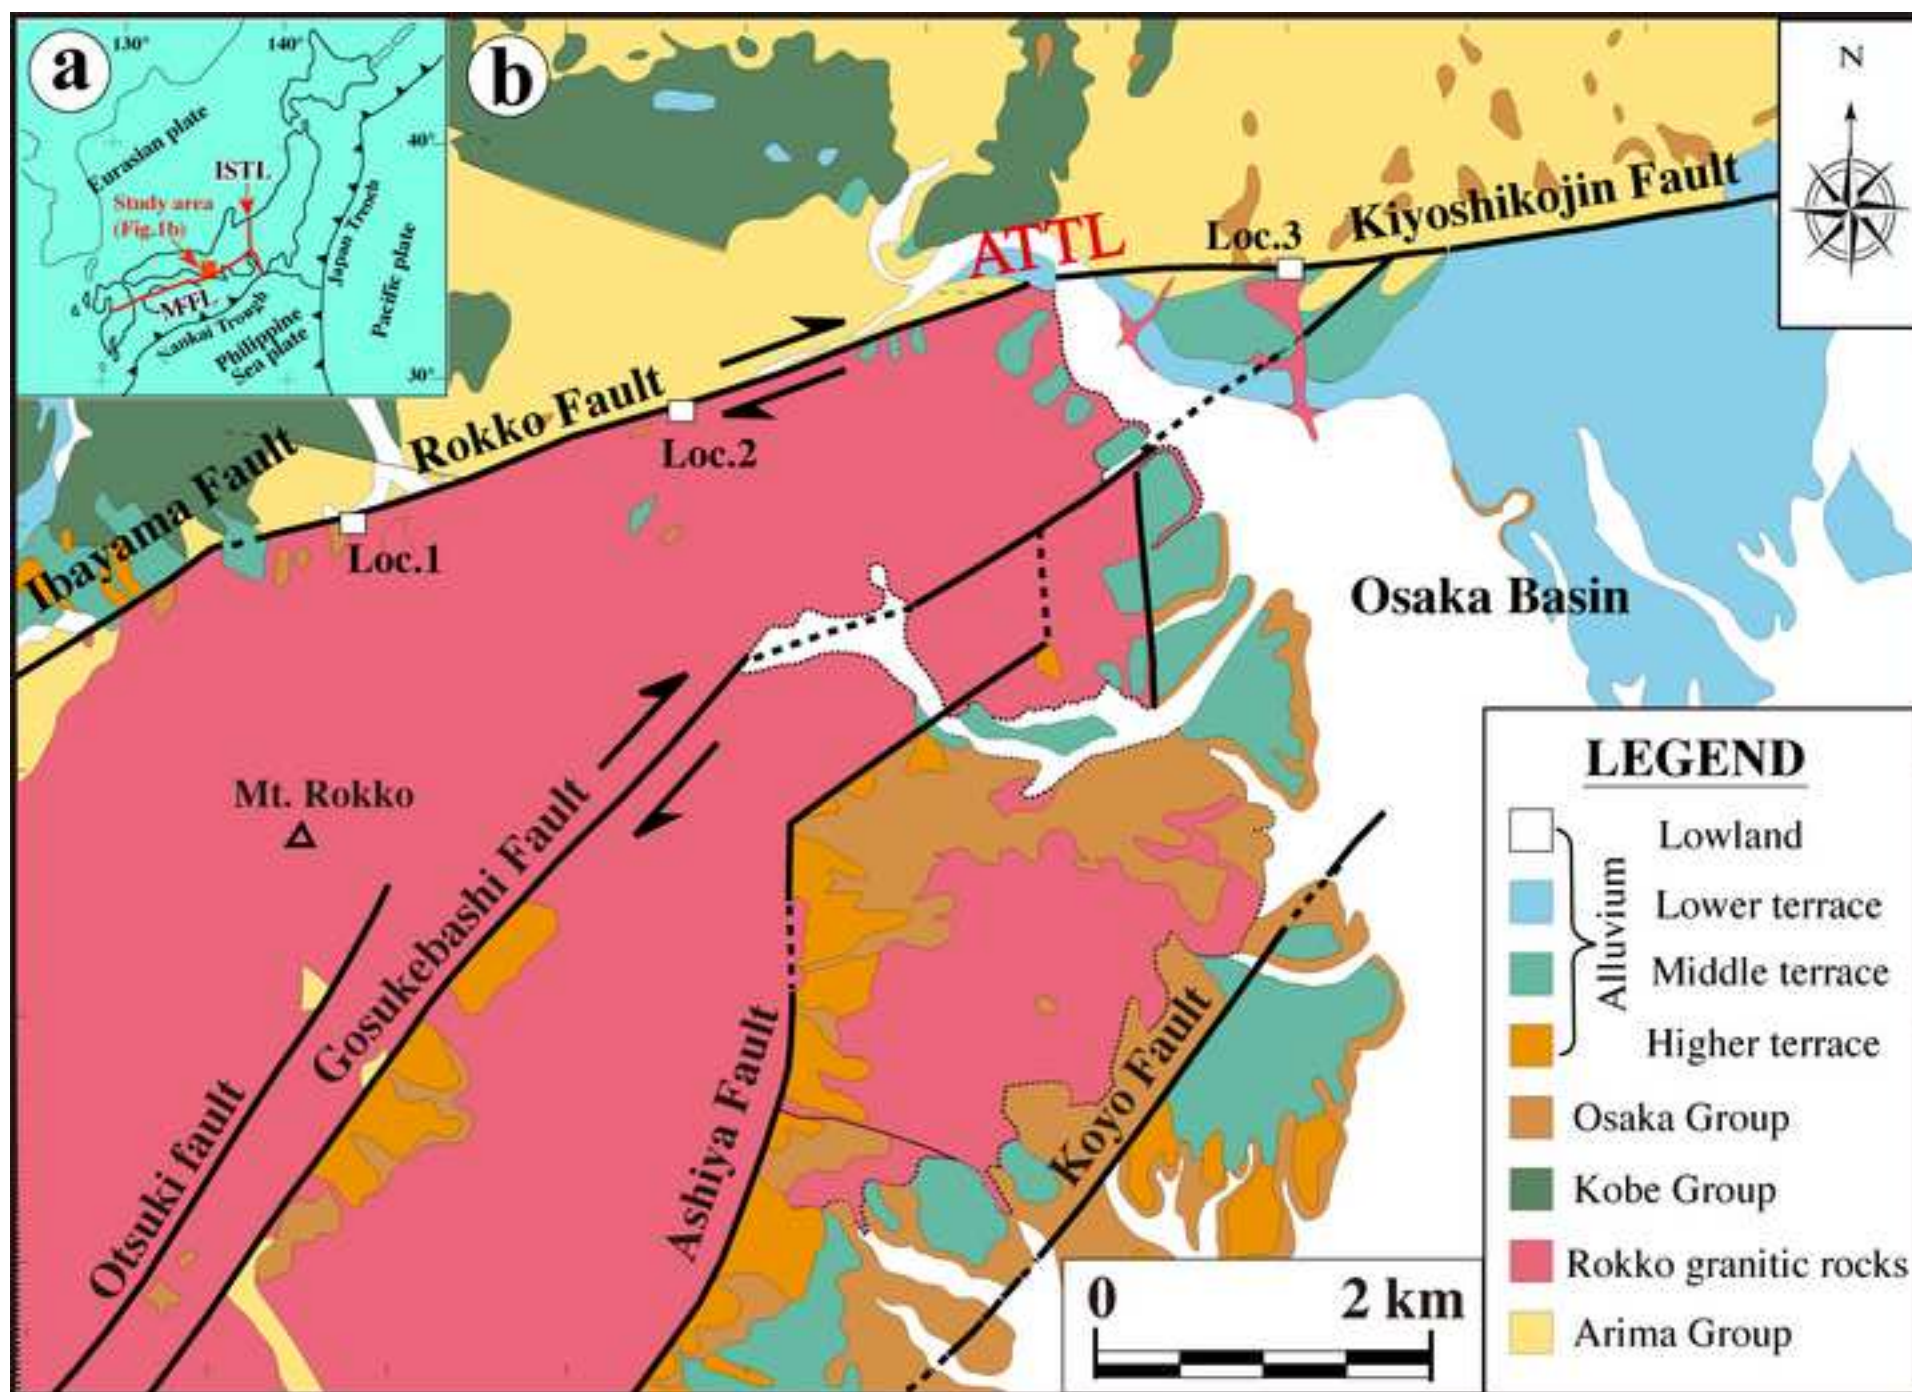 a
130°
140°
40°
30°
Eurasian plate
ISTL
Study area
(Fig.1b)
MTL
Nankai Trough
Philippine
Sea plate
Japan Trench
Pacific plate
b
N
ATTL
Loc.3
Kiyoshikojin Fault
Rokko Fault
Loc.2
Ibayama Fault
Loc.1
Osaka Basin
Mt. Rokko
Gosukebashi Fault
Otsuki fault
Ashiya Fault
Koyo Fault
0 2 km
LEGEND
Lowland
Lower terrace
Middle terrace
Higher terrace
Alluvium
Osaka Group
Kobe Group
Rokko granitic rocks
Arima Group